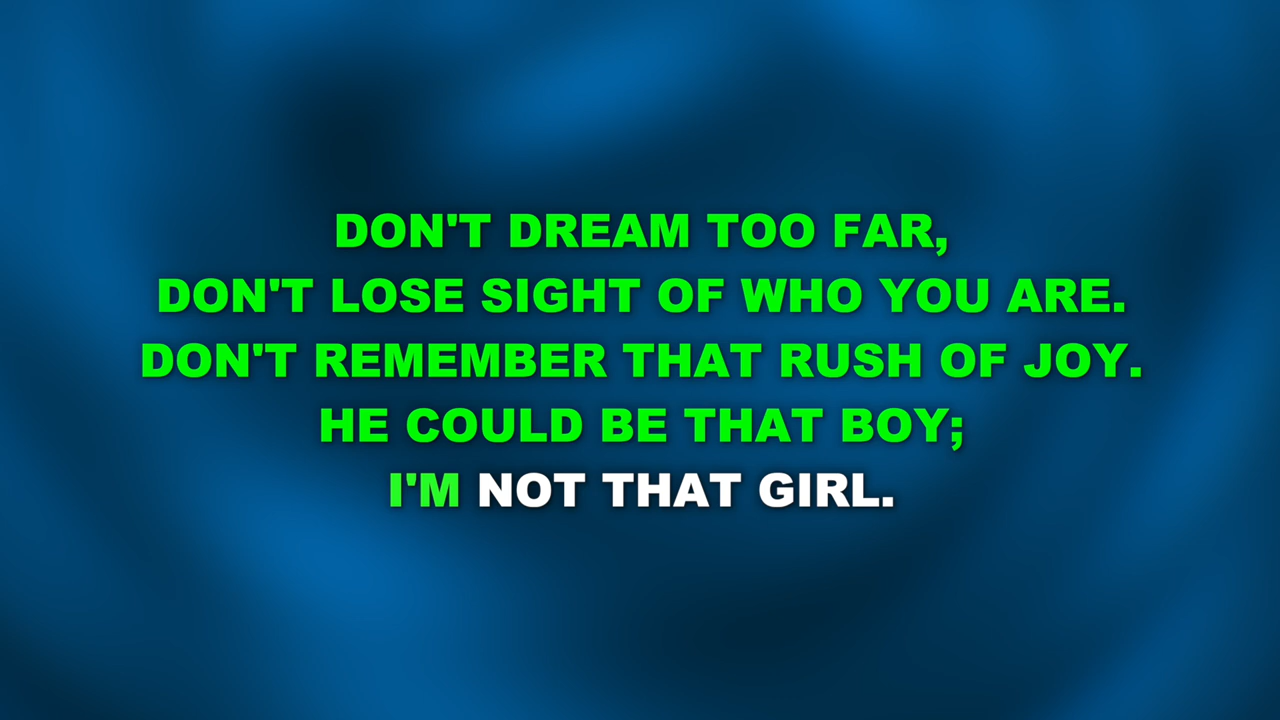 DON'T DREAM TOO FAR,
DON'T LOSE SIGHT OF WHO YOU ARE.
DON'T REMEMBER THAT RUSH OF JOY.
HE COULD BE THAT BOY;
I'M NOT THAT GIRL.